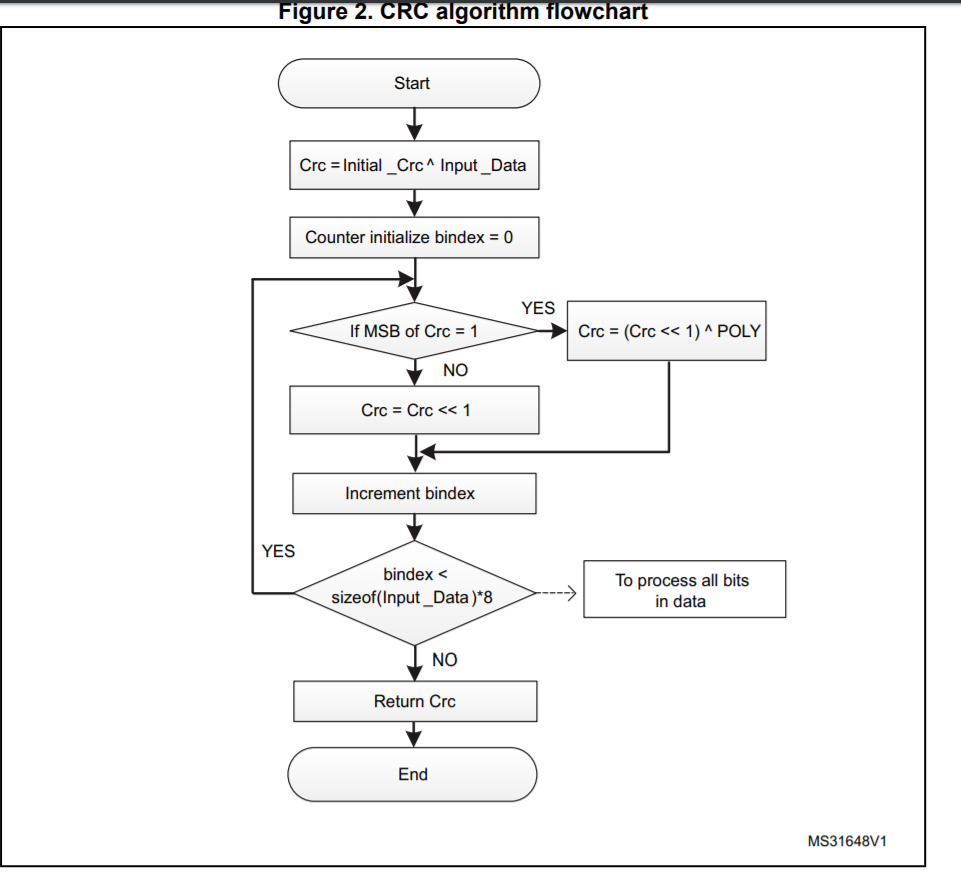 Figure 2. CRC algorithm flowchart
Start
Crc = Initial _Crc ^ Input _Data
Counter initialize bindex = 0
If MSB of Crc = 1
YES
Crc = (Crc << 1) ^ POLY
NO
Crc = Crc << 1
Increment bindex
YES
bindex <
sizeof(Input _Data )*8
To process all bits
in data
NO
Return Crc
End
MS31648V1